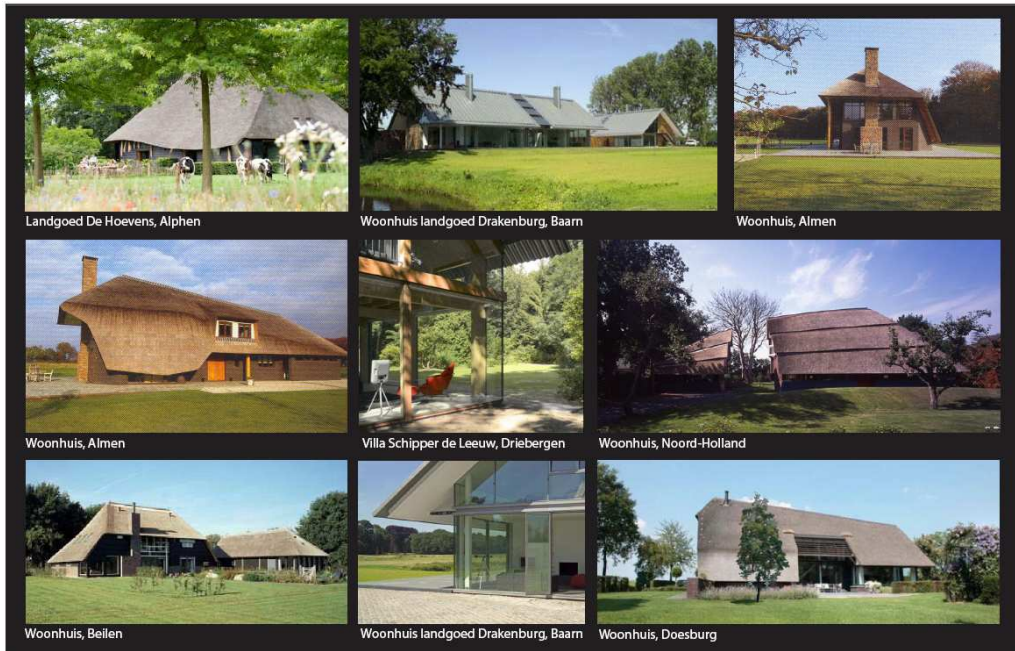 Landgoed De Hoevens, Alphen
Woonhuis landgoed Drakenburg, Baarn
Woonhuis, Almen
Woonhuis, Almen
Villa Schipper de Leeuw, Driebergen
Woonhuis, Noord-Holland
Woonhuis, Beilen
Woonhuis landgoed Drakenburg, Baarn
Woonhuis, Doesburg